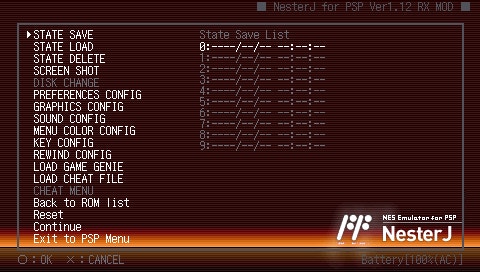 ■ NesterJ for PSP Ver1.12 RX MOD ■
▶STATE SAVE
STATE LOAD
STATE DELETE
SCREEN SHOT
DISK CHANGE
PREFERENCES CONFIG
GRAPHICS CONFIG
SOUND CONFIG
MENU COLOR CONFIG
KEY CONFIG
REWIND CONFIG
LOAD GAME GENIE
LOAD CHEAT FILE
CHEAT MENU
Back to ROM list
Reset
Continue
Exit to PSP Menu
State Save List
0:----/--/-- --:--:--
1:----/--/-- --:--:--
2:----/--/-- --:--:--
3:----/--/-- --:--:--
4:----/--/-- --:--:--
5:----/--/-- --:--:--
6:----/--/-- --:--:--
7:----/--/-- --:--:--
8:----/--/-- --:--:--
9:----/--/-- --:--:--
NES Emulator for PSP
NesterJ
○:OK ×:CANCEL
Battery[100%(AC)]